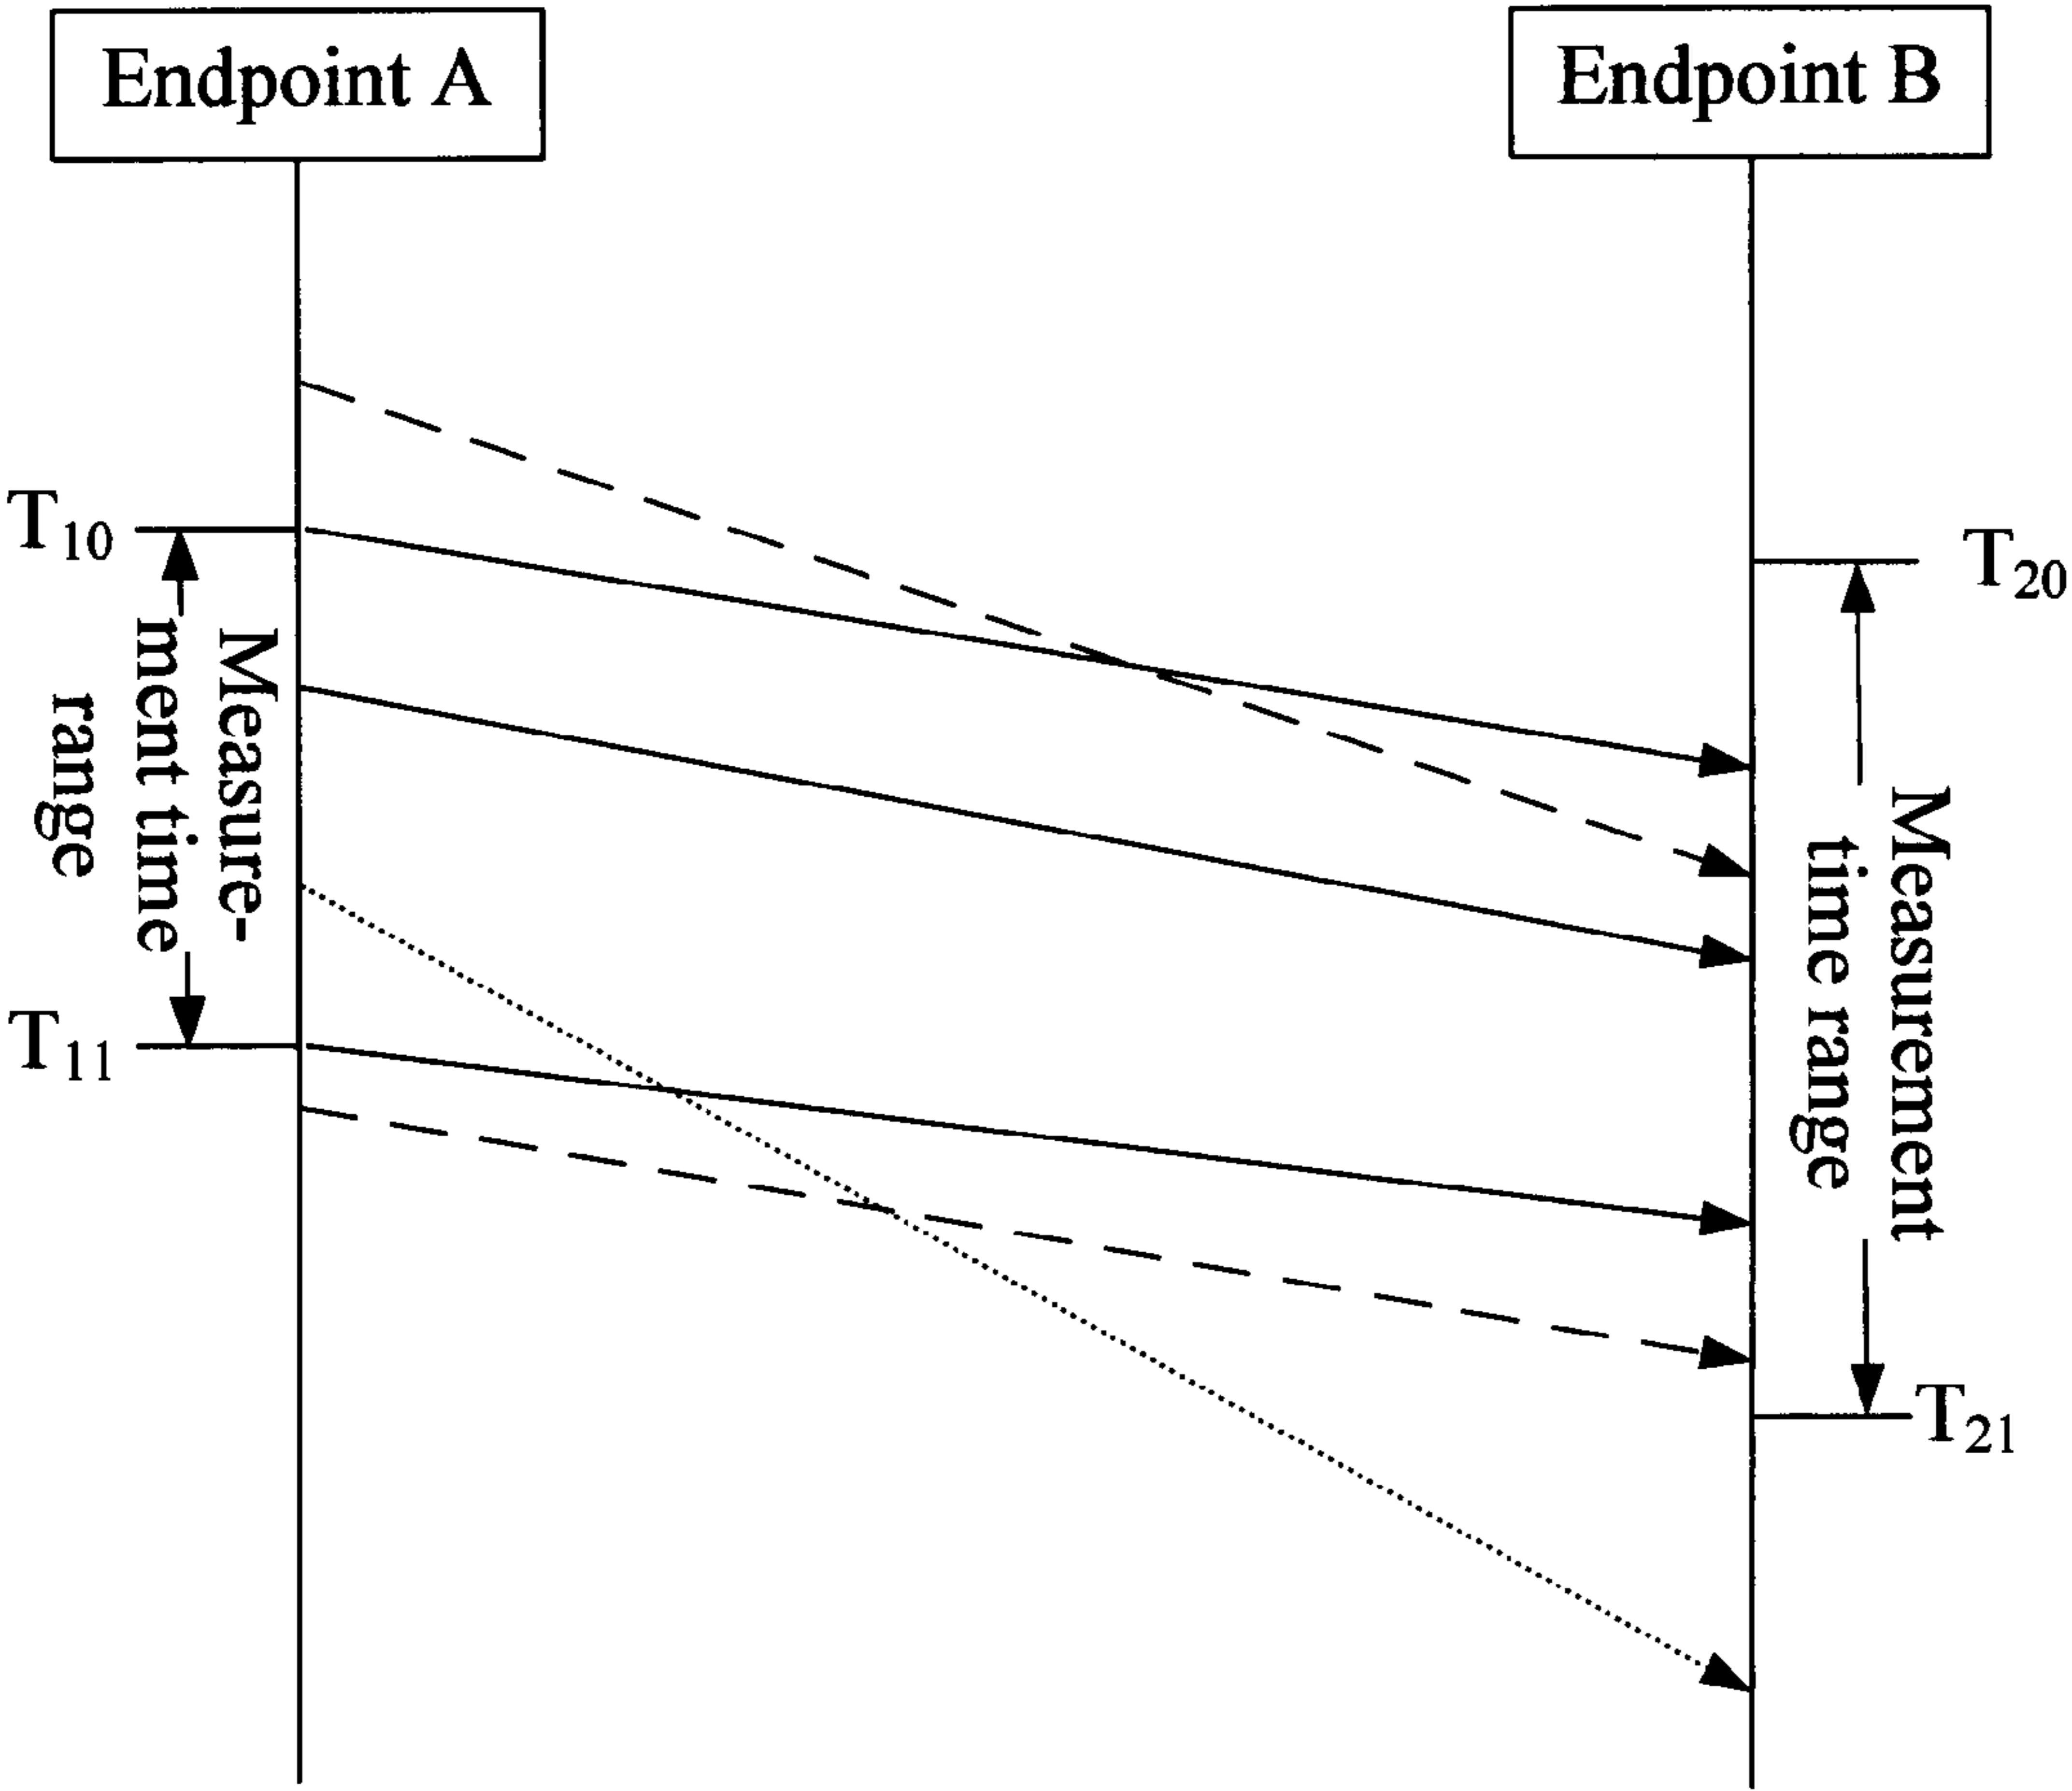 Endpoint A
Endpoint B
T10
T20
Measure-
ment time
range
Measurement
time range
T11
T21